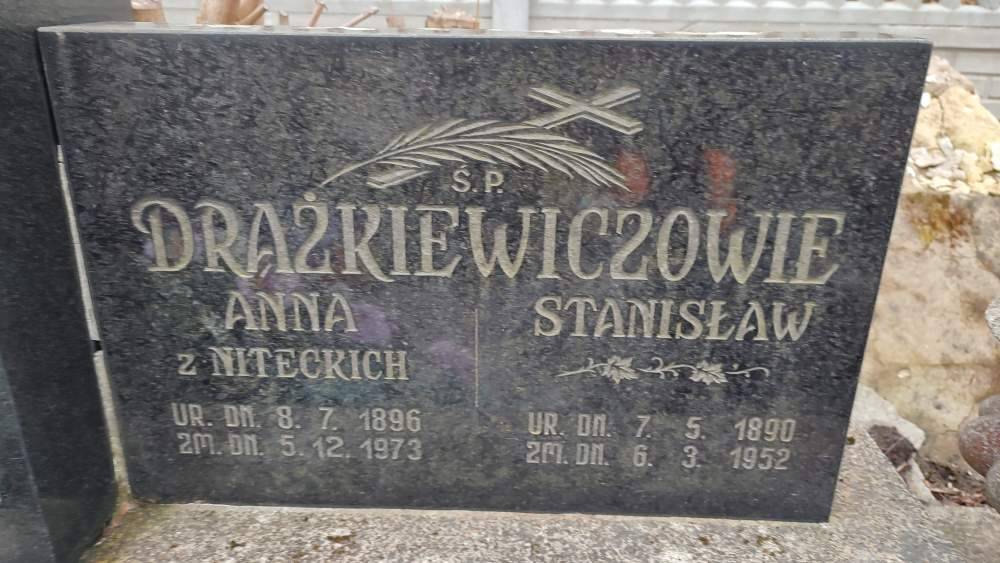 Ś.P.
DRĄŻKIEWICZOWIE
ANNA
Z NITECKICH
UR. DN. 8. 7. 1896
ZM. DN. 5. 12. 1973
STANISŁAW
UR. DN. 7. 5. 1890
ZM. DN. 6. 3. 1952